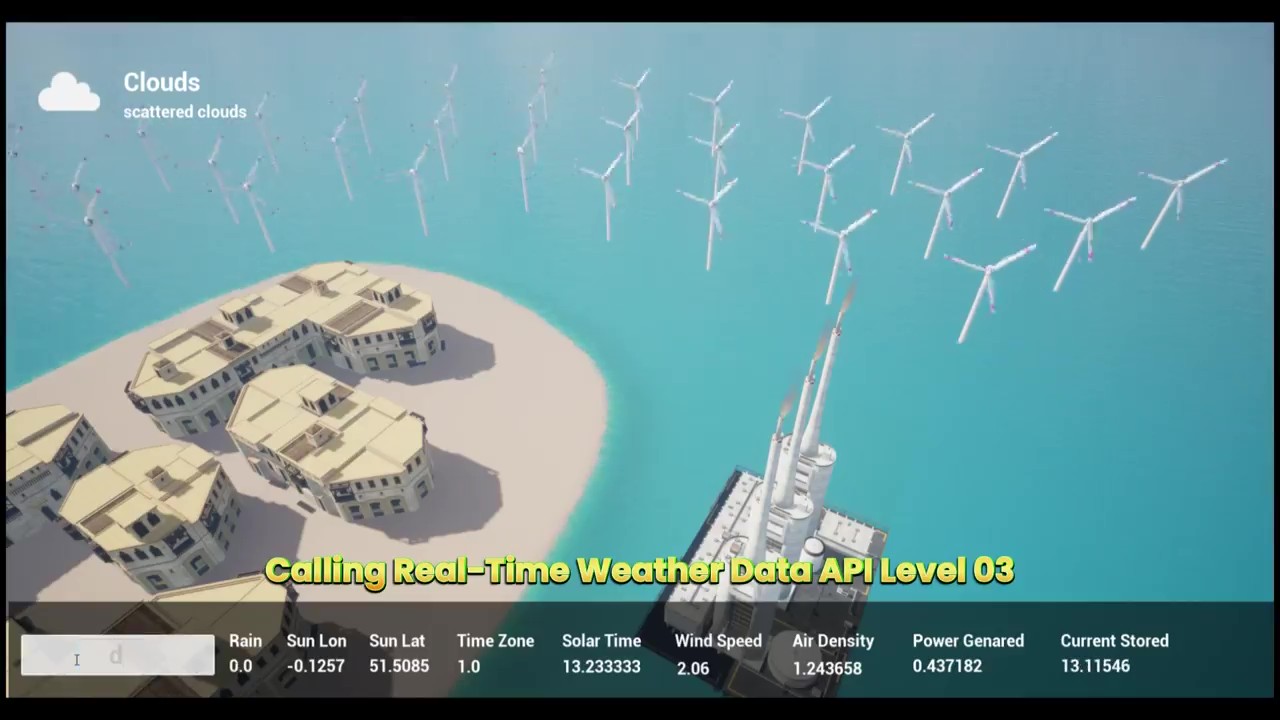 Clouds
scattered clouds
Calling Real-Time Weather Data API Level 03
d
Rain Sun Lon Sun Lat Time Zone Solar Time Wind Speed Air Density Power Genared Current Stored
0.0 -0.1257 51.5085 1.0 13.233333 2.06 1.243658 0.437182 13.11546